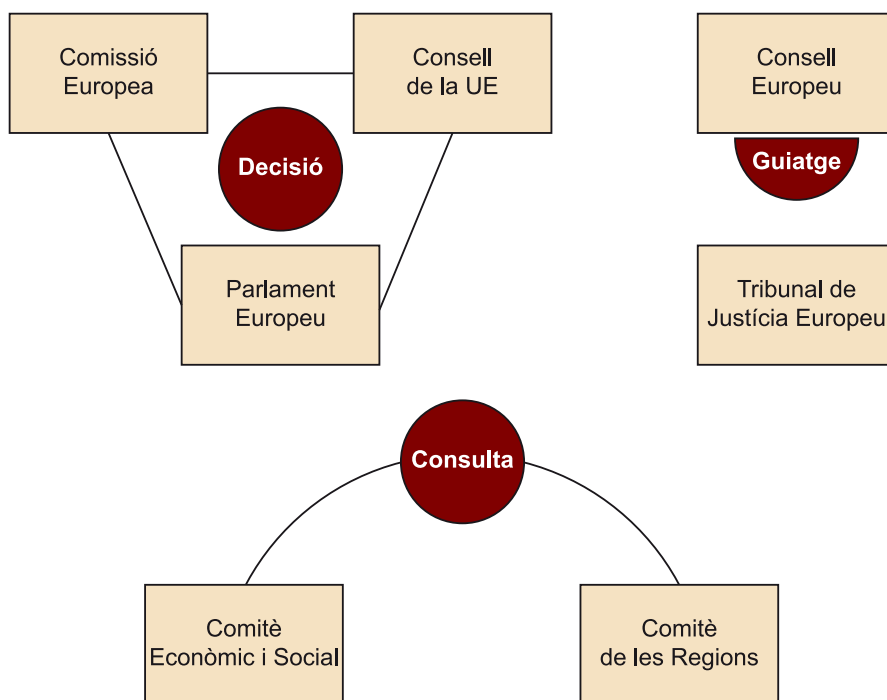 Comissió
Europea
Consell
de la UE
Consell
Europeu
Decisió
Guiatge
Parlament
Europeu
Tribunal de
Justícia Europeu
Consulta
Comitè
Econòmic i Social
Comitè
de les Regions